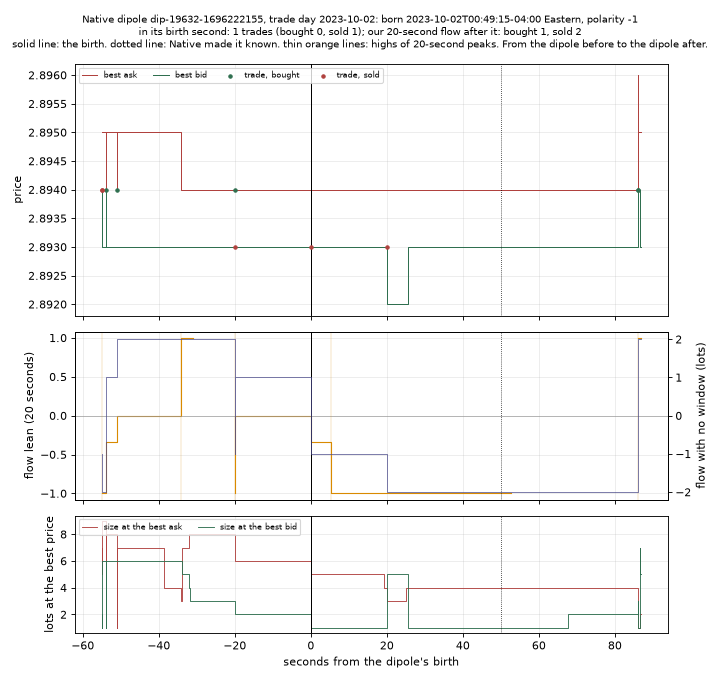 Native dipole dip-19632-1696222155, trade day 2023-10-02: born 2023-10-02T00:49:15-04:00 Eastern, polarity -1
in its birth second: 1 trades (bought 0, sold 1); our 20-second flow after it: bought 1, sold 2
solid line: the birth. dotted line: Native made it known. thin orange lines: highs of 20-second peaks. From the dipole before to the dipole after.
best ask
best bid
trade, bought
trade, sold
2.8960
2.8955
2.8950
2.8945
2.8940
2.8935
2.8930
2.8925
2.8920
price
1.0
0.5
0.0
−0.5
−1.0
flow lean (20 seconds)
2
1
0
−1
−2
flow with no window (lots)
size at the best ask
size at the best bid
8
6
4
2
lots at the best price
−60
−40
−20
0
20
40
60
80
seconds from the dipole's birth